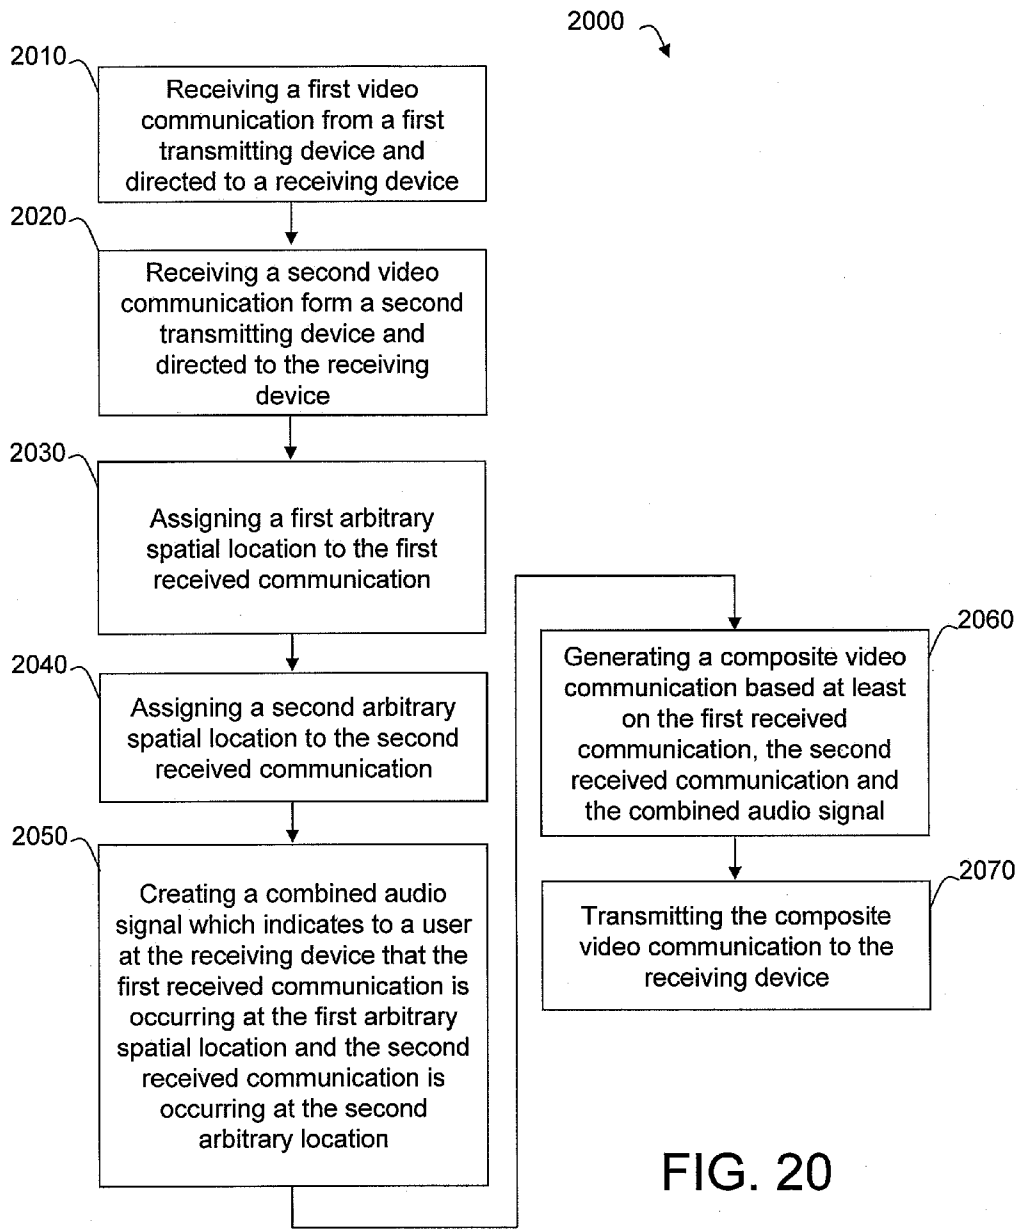 2000
2010
Receiving a first video
communication from a first
transmitting device and
directed to a receiving device
2020
Receiving a second video
communication form a second
transmitting device and
directed to the receiving
device
2030
Assigning a first arbitrary
spatial location to the first
received communication
2040
Assigning a second arbitrary
spatial location to the second
received communication
2050
Creating a combined audio
signal which indicates to a user
at the receiving device that the
first received communication is
occurring at the first arbitrary
spatial location and the second
received communication is
occurring at the second
arbitrary location
2060
Generating a composite video
communication based at least
on the first received
communication, the second
received communication and
the combined audio signal
2070
Transmitting the composite
video communication to the
receiving device
FIG. 20